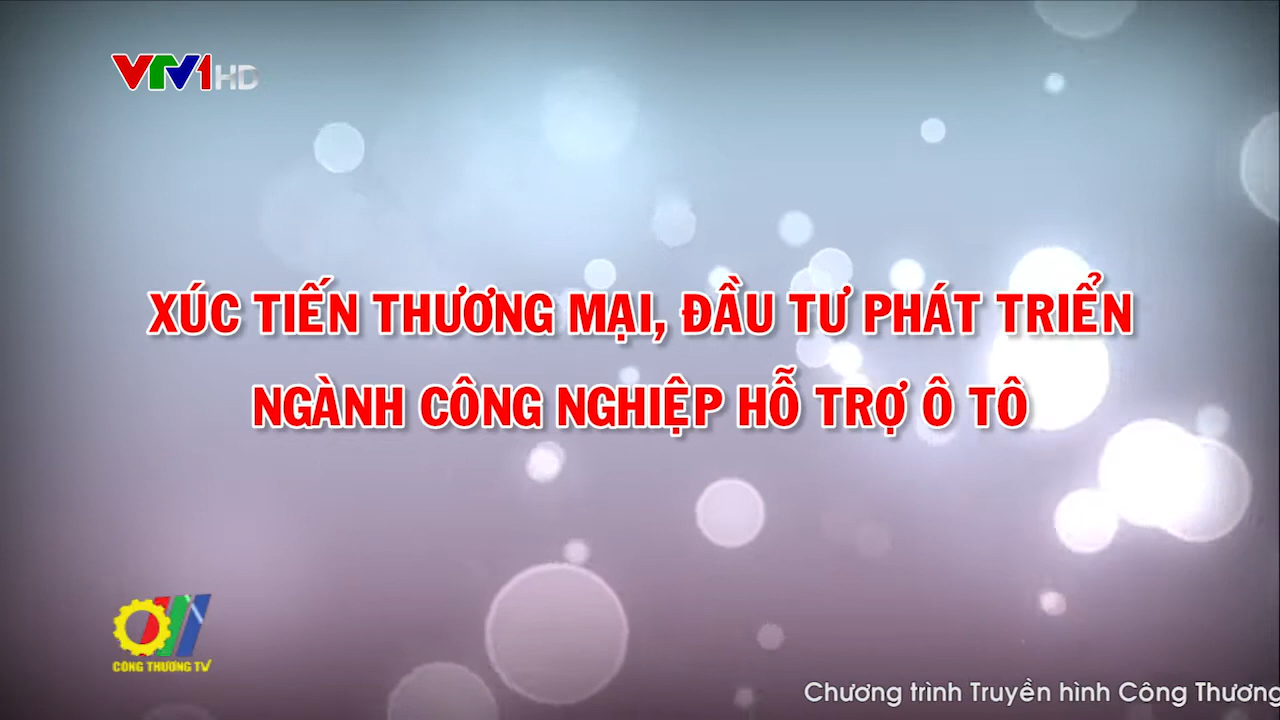 VTV1HD
XÚC TIẾN THƯƠNG MẠI, ĐẦU TƯ PHÁT TRIỂN
NGÀNH CÔNG NGHIỆP HỖ TRỢ Ô TÔ
CÔNG THƯƠNG TV
Chương trình Truyền hình Công Thương